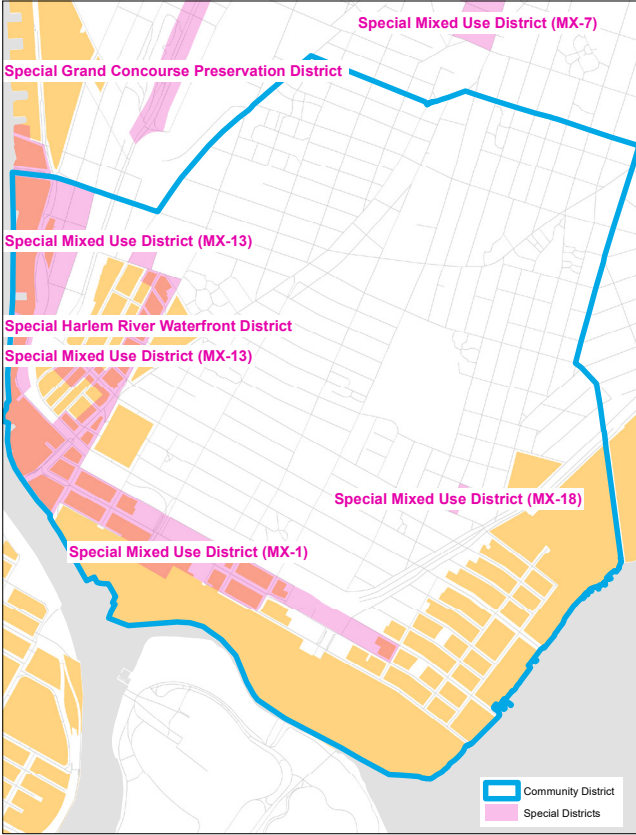 Special Mixed Use District (MX-7)
Special Grand Concourse Preservation District
Special Mixed Use District (MX-13)
Special Harlem River Waterfront District
Special Mixed Use District (MX-13)
Special Mixed Use District (MX-18)
Special Mixed Use District (MX-1)
Community District
Special Districts